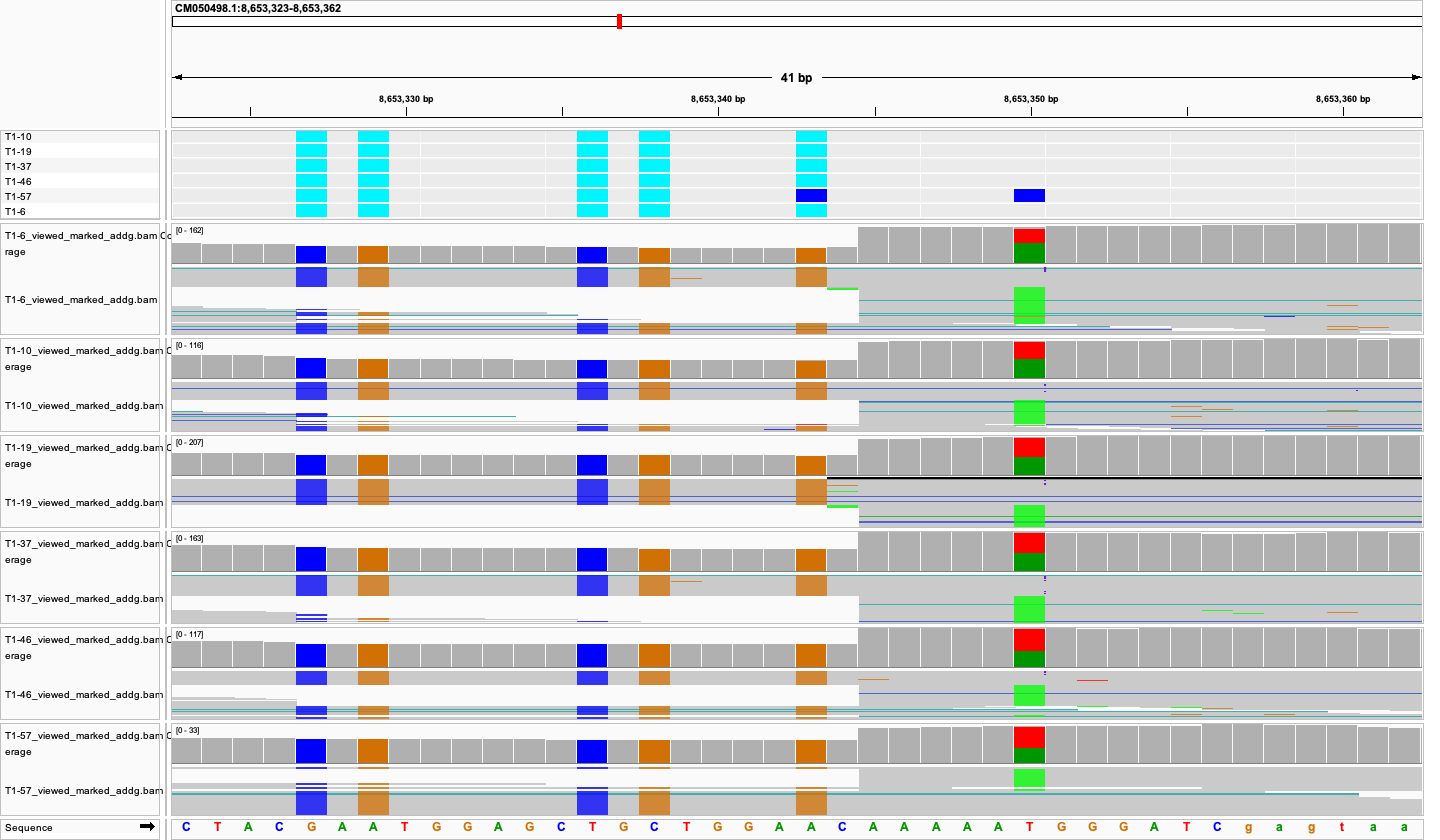 CM050498.1:8,653,323-8,653,362
41 bp
8,653,330 bp 8,653,340 bp 8,653,350 bp 8,653,360 bp
T1-10
T1-19
T1-37
T1-46
T1-57
T1-6
T1-6_viewed_marked_addg.bam Co
rage
[0 - 162]
T1-6_viewed_marked_addg.bam
T1-10_viewed_marked_addg.bam C
erage
[0 - 116]
T1-10_viewed_marked_addg.bam
T1-19_viewed_marked_addg.bam C
erage
[0 - 207]
T1-19_viewed_marked_addg.bam
T1-37_viewed_marked_addg.bam C
erage
[0 - 163]
T1-37_viewed_marked_addg.bam
T1-46_viewed_marked_addg.bam C
erage
[0 - 117]
T1-46_viewed_marked_addg.bam
T1-57_viewed_marked_addg.bam C
erage
[0 - 33]
T1-57_viewed_marked_addg.bam
Sequence C T A C G A A T G G A G C T G C T G G A A C A A A A A T G G G A T C g a g t a a